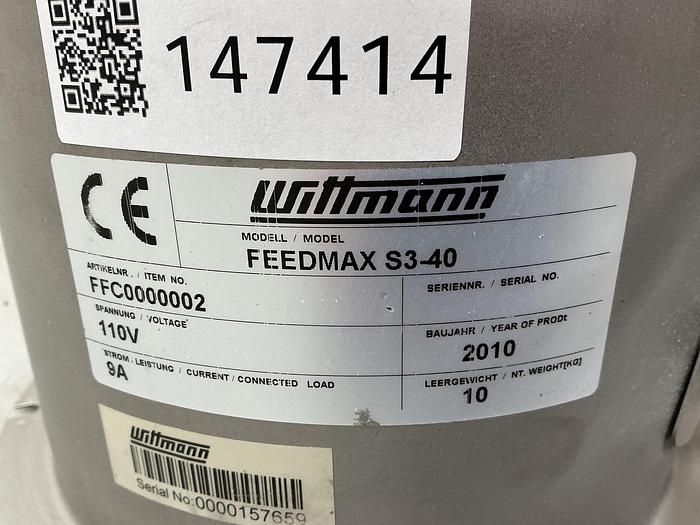 147414
CE
Wittmann
MODELL / MODEL
FEEDMAX S3-40
ARTIKELNR. / ITEM NO.
FFC0000002
SERIENNR. / SERIAL NO.
SPANNUNG / VOLTAGE
110V
BAUJAHR / YEAR OF PRODt
2010
STROM-LEISTUNG / CURRENT / CONNECTED LOAD
9A
LEERGEWICHT / NT. WEIGHT[KG]
10
Wittmann
Serial No:0000157659